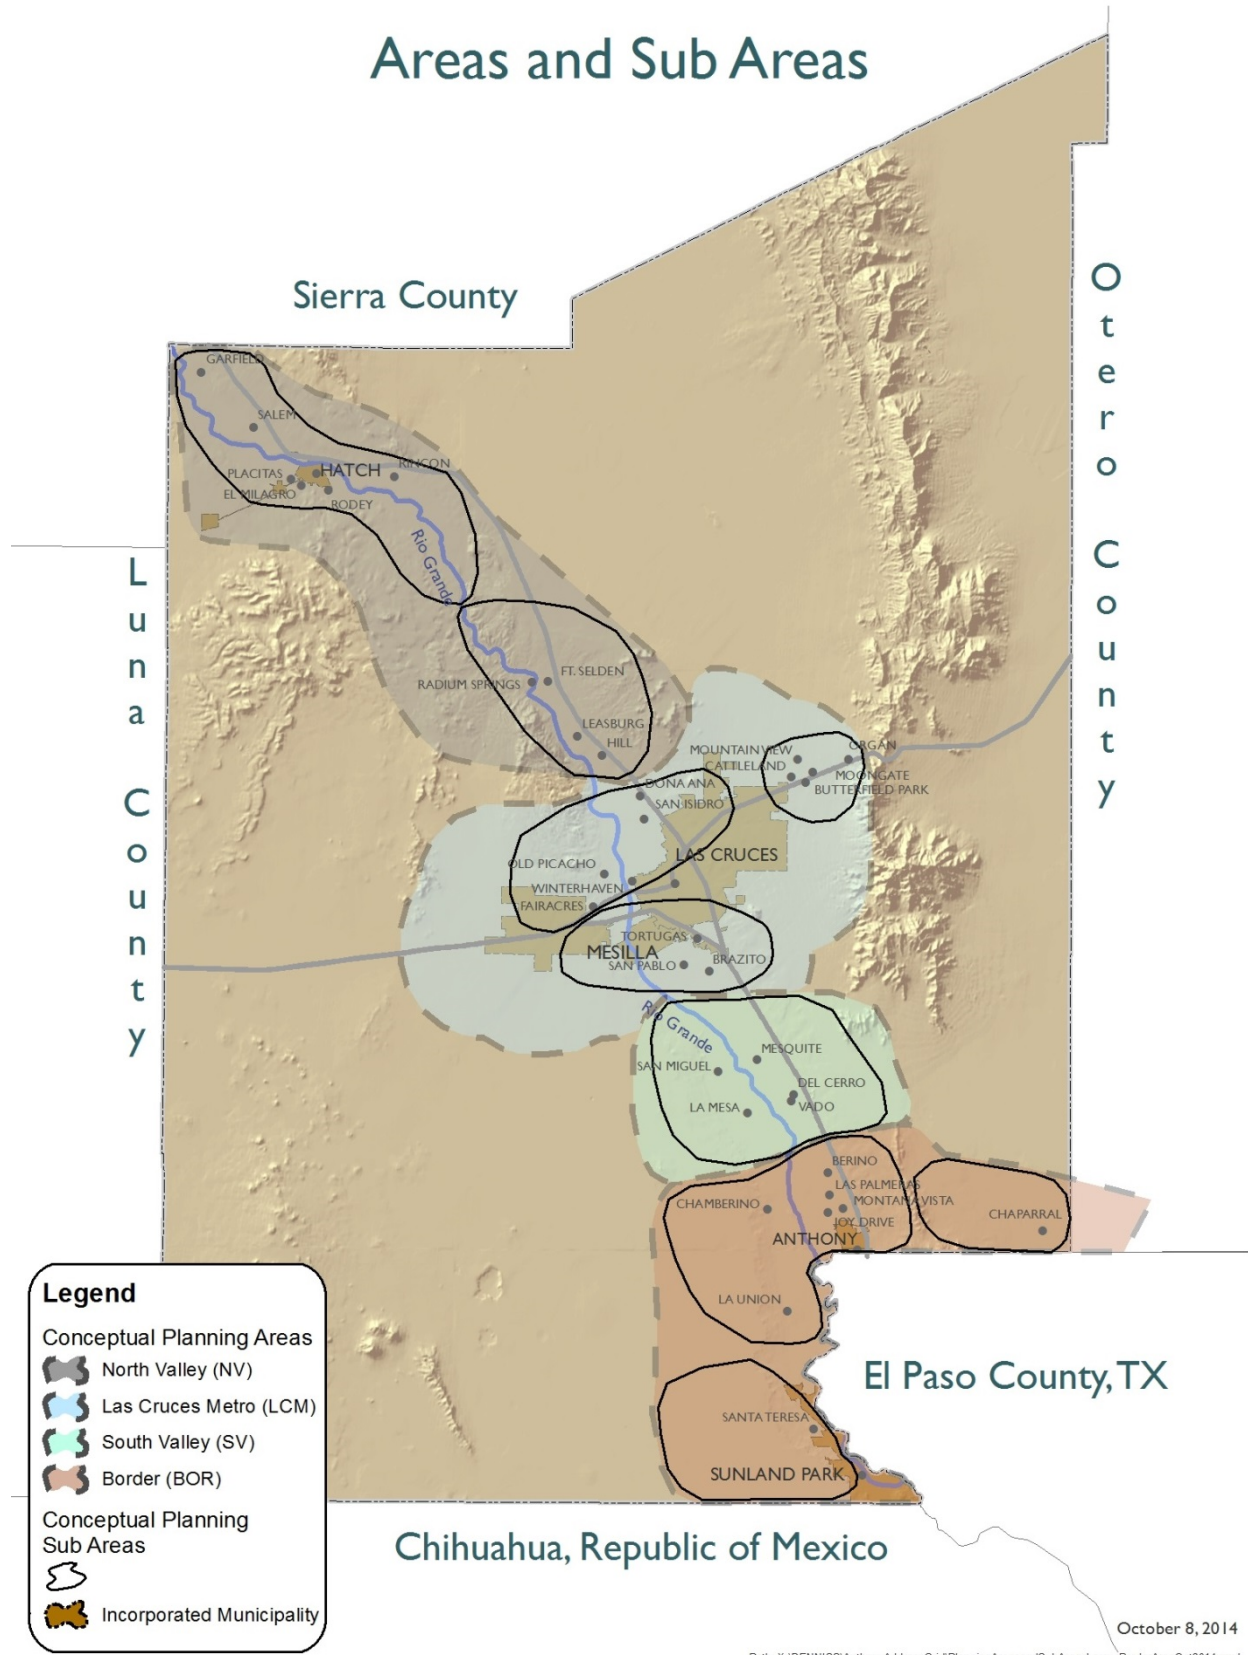 Areas and Sub Areas
Sierra County
Otero County
Luna County
GARFIELD
SALEM
PLACITAS
HATCH
RINCON
EL MILAGRO
RODEY
Rio Grande
FT. SELDEN
RADIUM SPRINGS
LEASBURG
HILL
MOUNTAIN VIEW
ORGAN
CATTLELAND
MOONGATE
BUTTERFIELD PARK
DONA ANA
SAN ISIDRO
LAS CRUCES
OLD PICACHO
WINTERHAVEN
FAIRACRES
TORTUGAS
MESILLA
SAN PABLO
BRAZITO
Rio Grande
MESQUITE
SAN MIGUEL
DEL CERRO
LA MESA
VADO
BERINO
LAS PALMERAS
CHAMBERINO
MONTANA VISTA
JOY DRIVE
CHAPARRAL
ANTHONY
LA UNION
El Paso County, TX
SANTA TERESA
SUNLAND PARK
Chihuahua, Republic of Mexico
Legend
Conceptual Planning Areas
North Valley (NV)
Las Cruces Metro (LCM)
South Valley (SV)
Border (BOR)
Conceptual Planning
Sub Areas
Incorporated Municipality
October 8, 2014